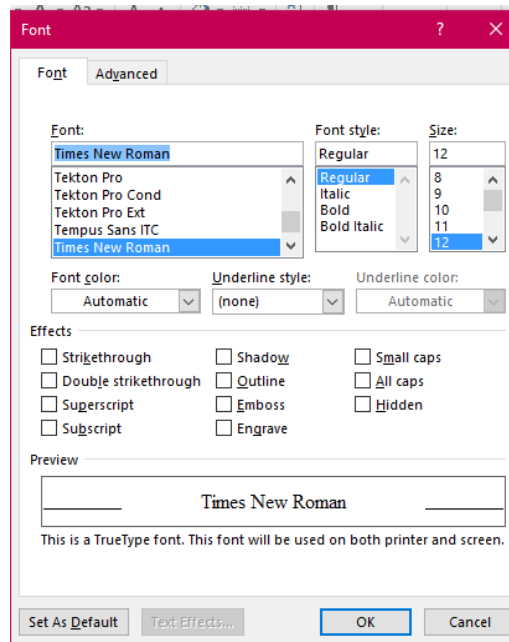 Font ? ×
Font Advanced
Font: Font style: Size:
Times New Roman Regular 12
Tekton Pro Regular 8
Tekton Pro Cond Italic 9
Tekton Pro Ext Bold 10
Tempus Sans ITC Bold Italic 11
Times New Roman 12
Font color: Underline style: Underline color:
Automatic (none) Automatic
Effects
Strikethrough Shadow Small caps
Double strikethrough Outline All caps
Superscript Emboss Hidden
Subscript Engrave
Preview
Times New Roman
This is a TrueType font. This font will be used on both printer and screen.
Set As Default Text Effects... OK Cancel